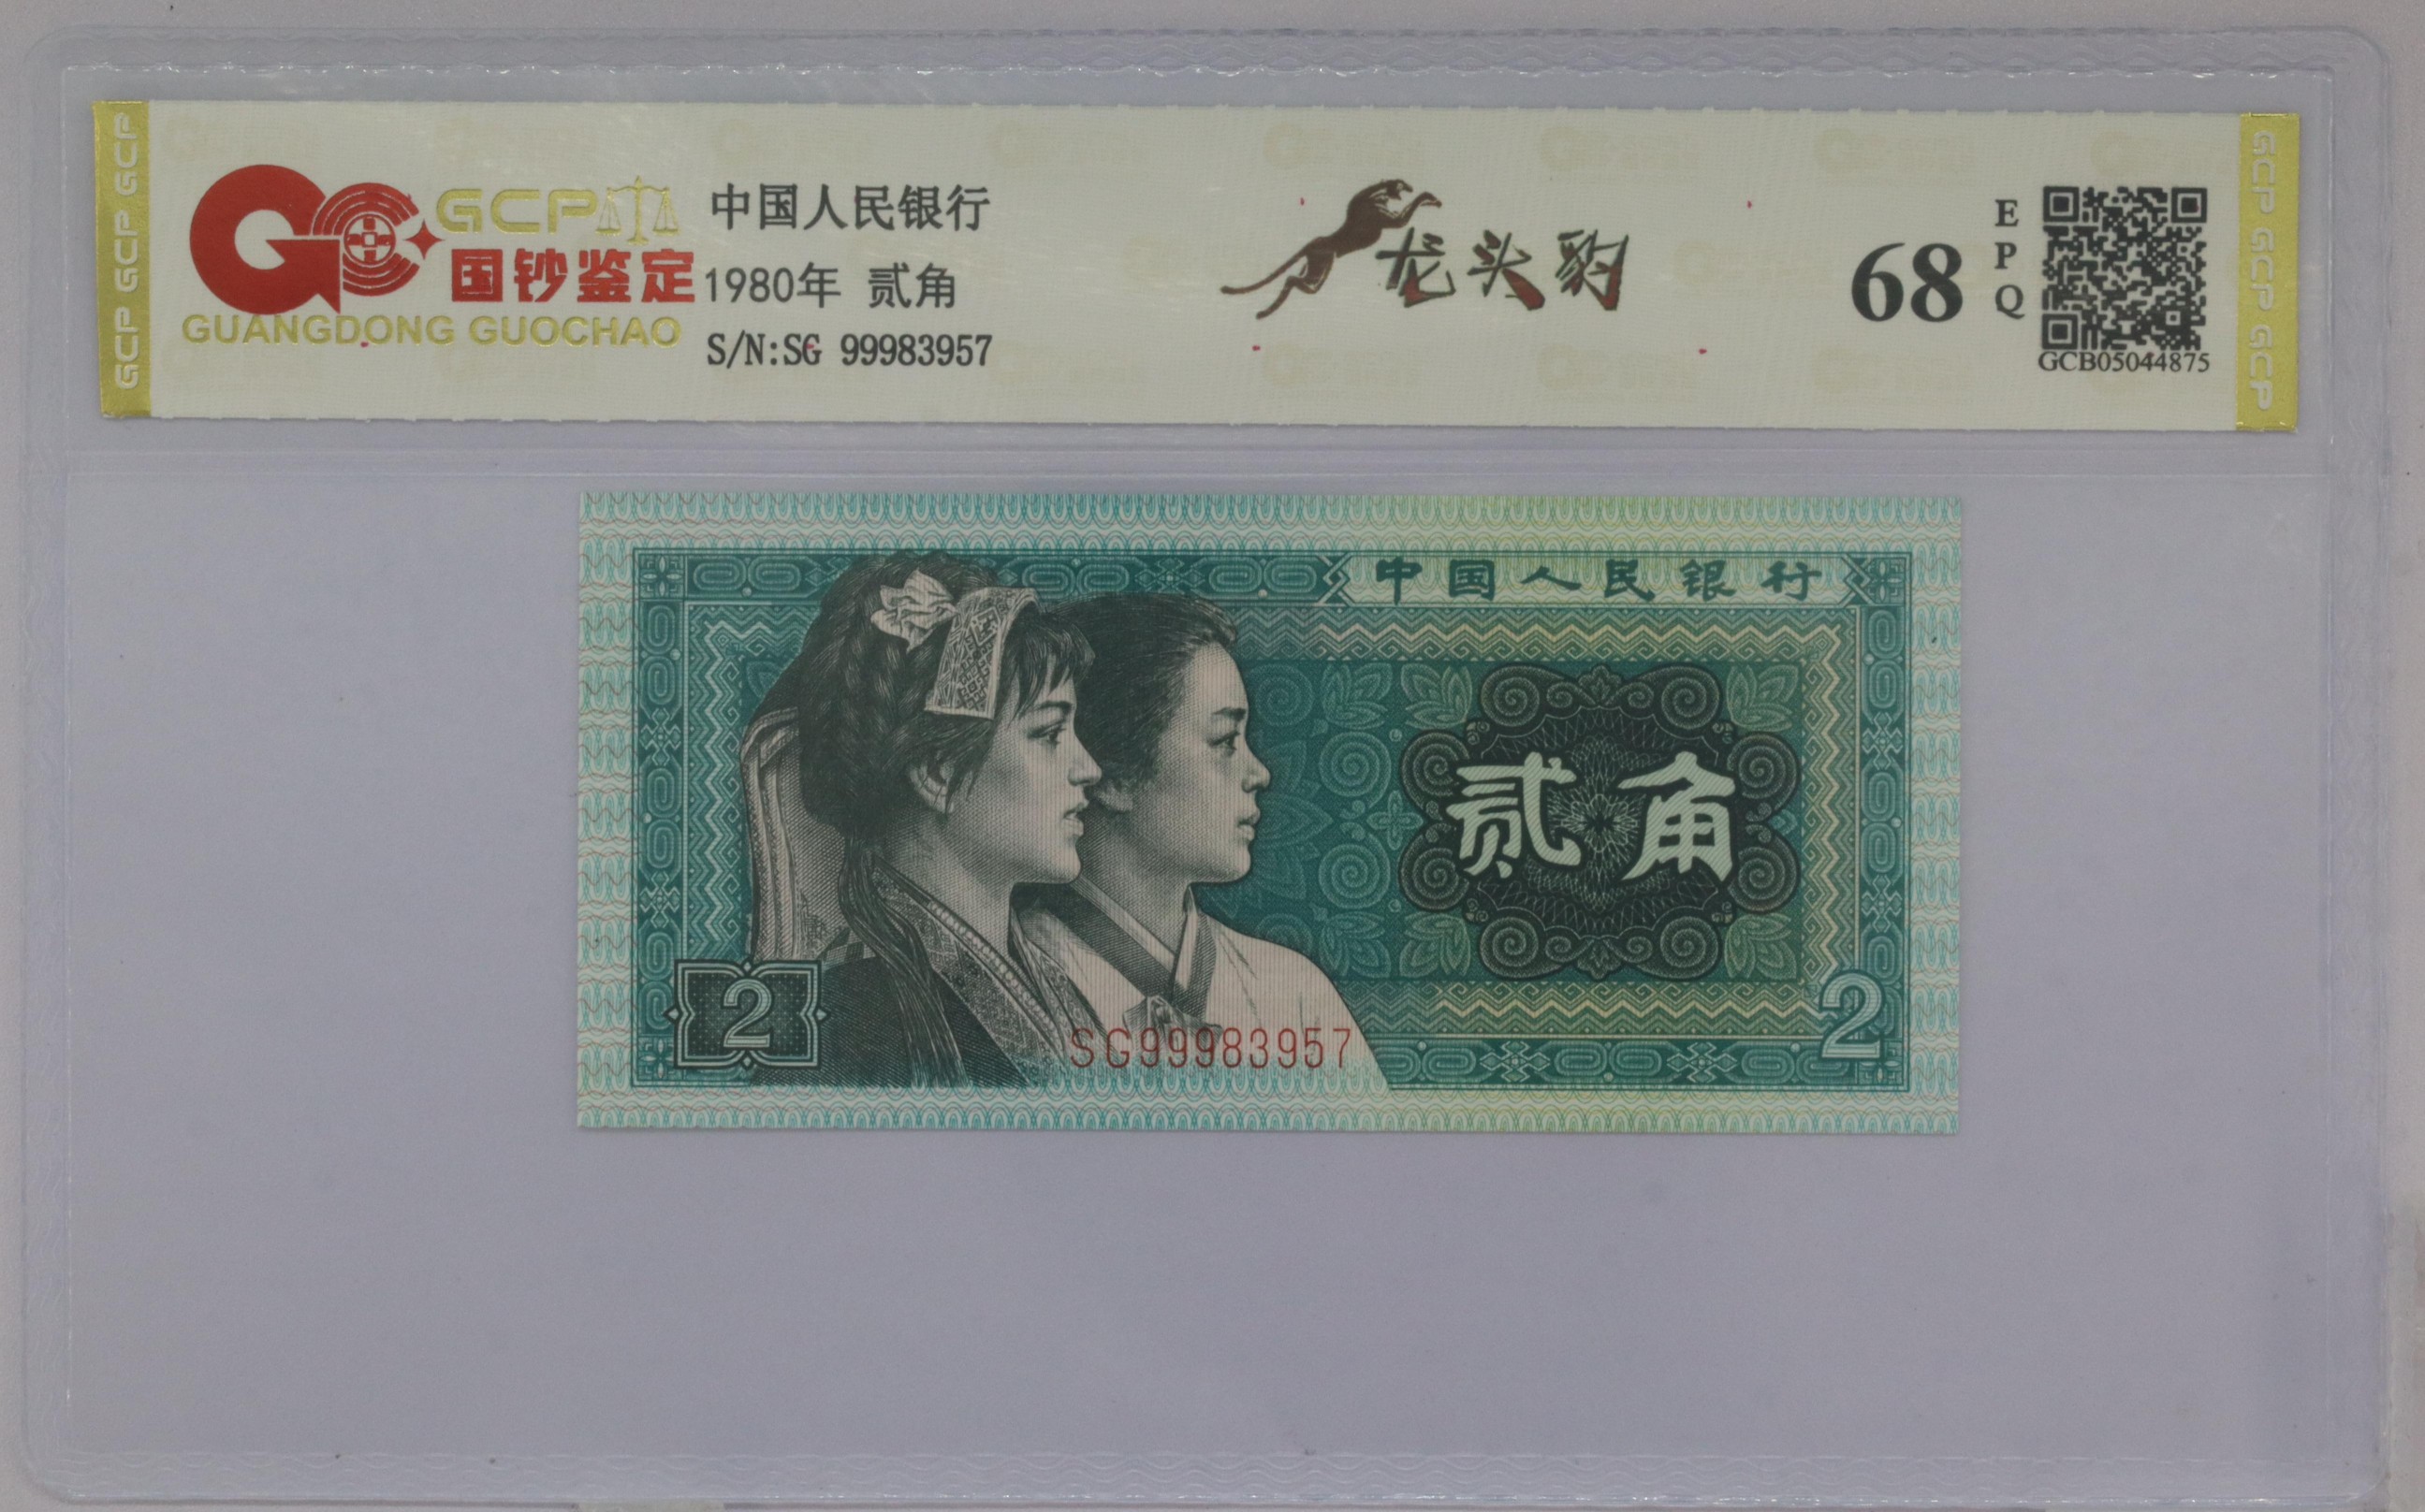 GCP GCP GCP
GCP
国钞鉴定
GUANGDONG GUOCHAO
中国人民银行
1980年 贰角
S/N:SG 99983957
龙头豹
68
EPQ
GCB05044875
GCP GCP GCP
中国人民银行
贰角
2
SG99983957
2